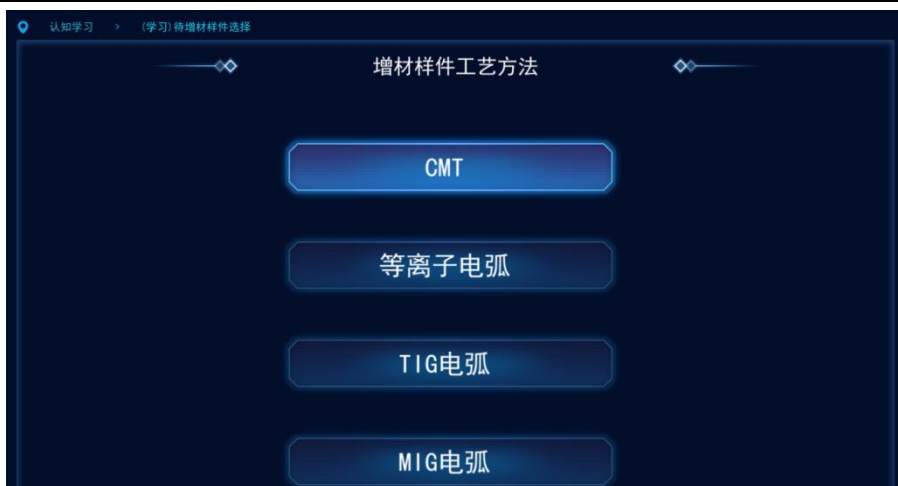 认知学习 > (学习)待增材样件选择
增材样件工艺方法
CMT
等离子电弧
TIG电弧
MIG电弧